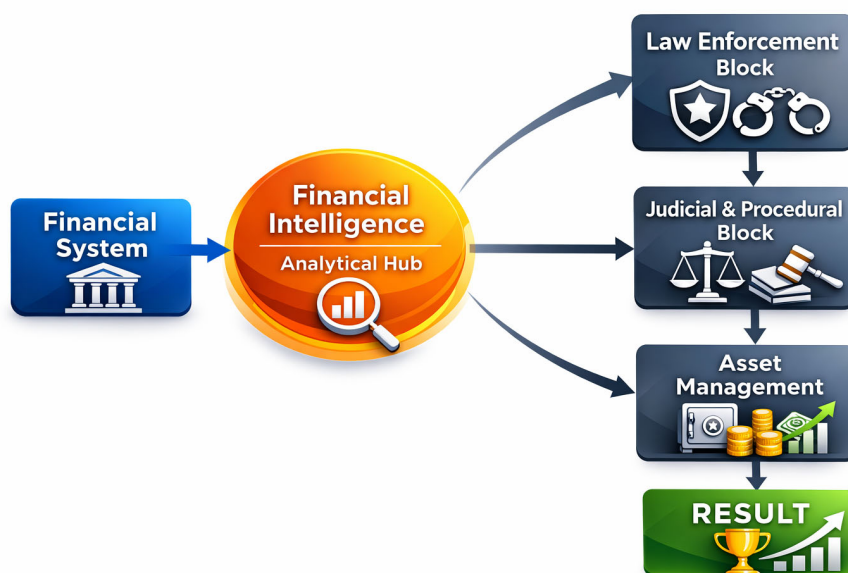 Financial
System
Financial
Intelligence
Analytical Hub
Law Enforcement
Block
Judicial & Procedural
Block
Asset
Management
RESULT